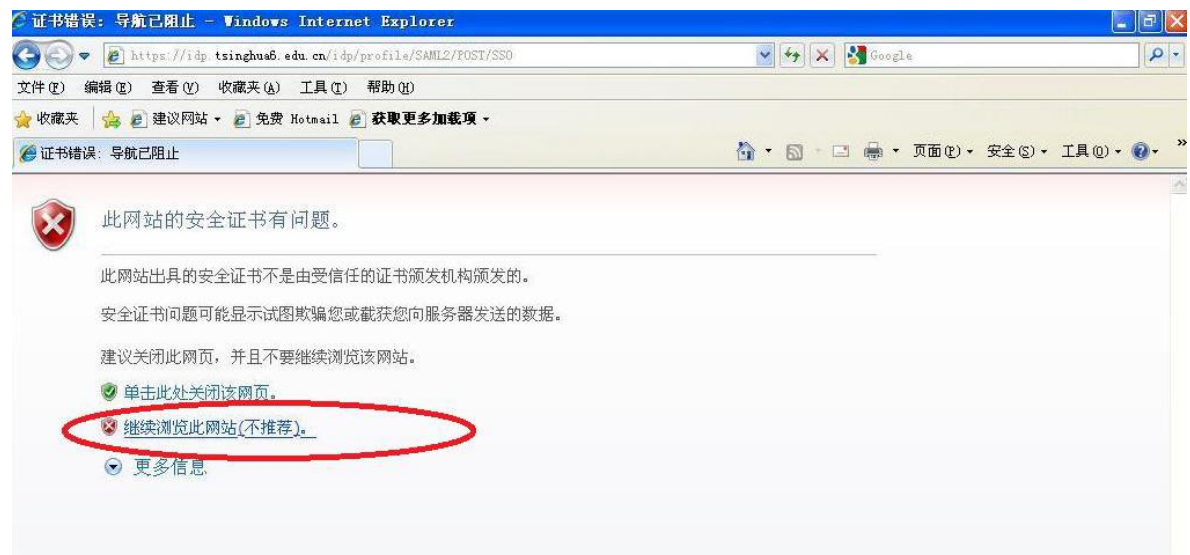 证书错误: 导航已阻止 - Windows Internet Explorer
https://idp.tsinghua6.edu.cn/idp/profile/SAML2/POST/SSO
Google
文件(F) 编辑(E) 查看(V) 收藏夹(A) 工具(T) 帮助(H)
收藏夹 建议网站 免费 Hotmail 获取更多加载项
证书错误: 导航已阻止 页面(P) 安全(S) 工具(O) »
此网站的安全证书有问题。
此网站出具的安全证书不是由受信任的证书颁发机构颁发的。
安全证书问题可能显示试图欺骗您或截获您向服务器发送的数据。
建议关闭此网页，并且不要继续浏览该网站。
单击此处关闭该网页。
继续浏览此网站(不推荐)。
更多信息